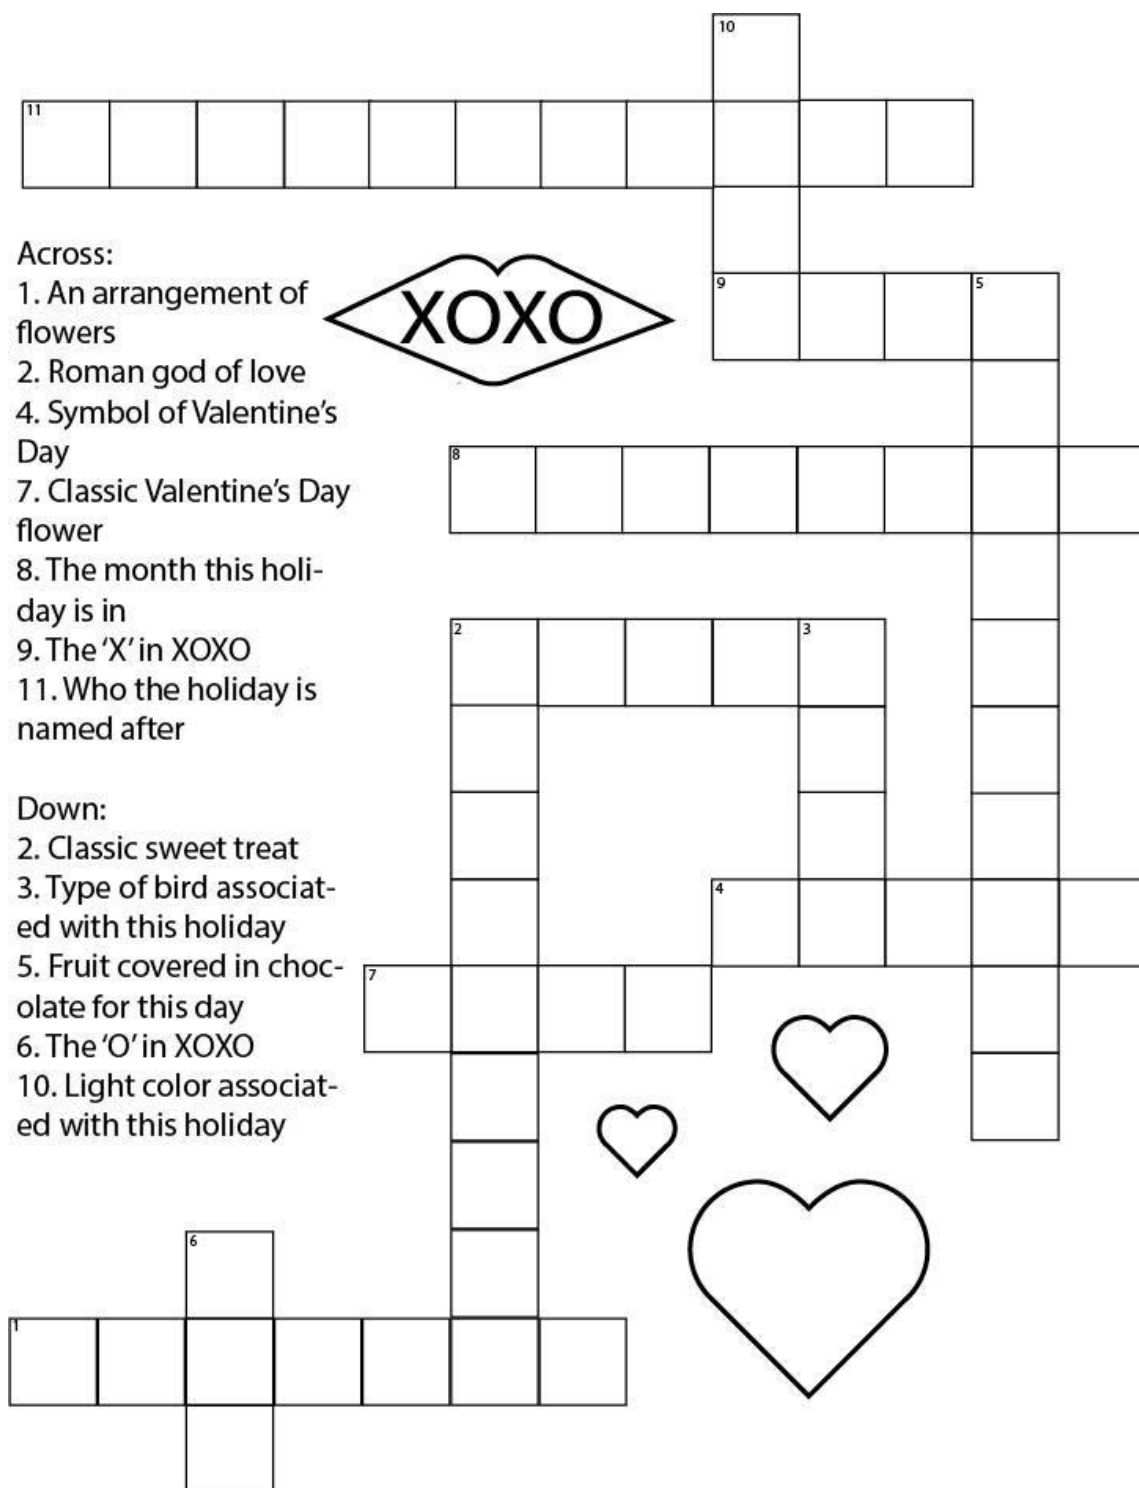 10
11
Across:
1. An arrangement of
flowers
2. Roman god of love
4. Symbol of Valentine's
Day
7. Classic Valentine's Day
flower
8. The month this holi-
day is in
9. The 'X' in XOXO
11. Who the holiday is
named after
XOXO
9 5
8
2 3
Down:
2. Classic sweet treat
3. Type of bird associat-
ed with this holiday
5. Fruit covered in choc-
olate for this day
6. The 'O' in XOXO
10. Light color associat-
ed with this holiday
4
7
6
1